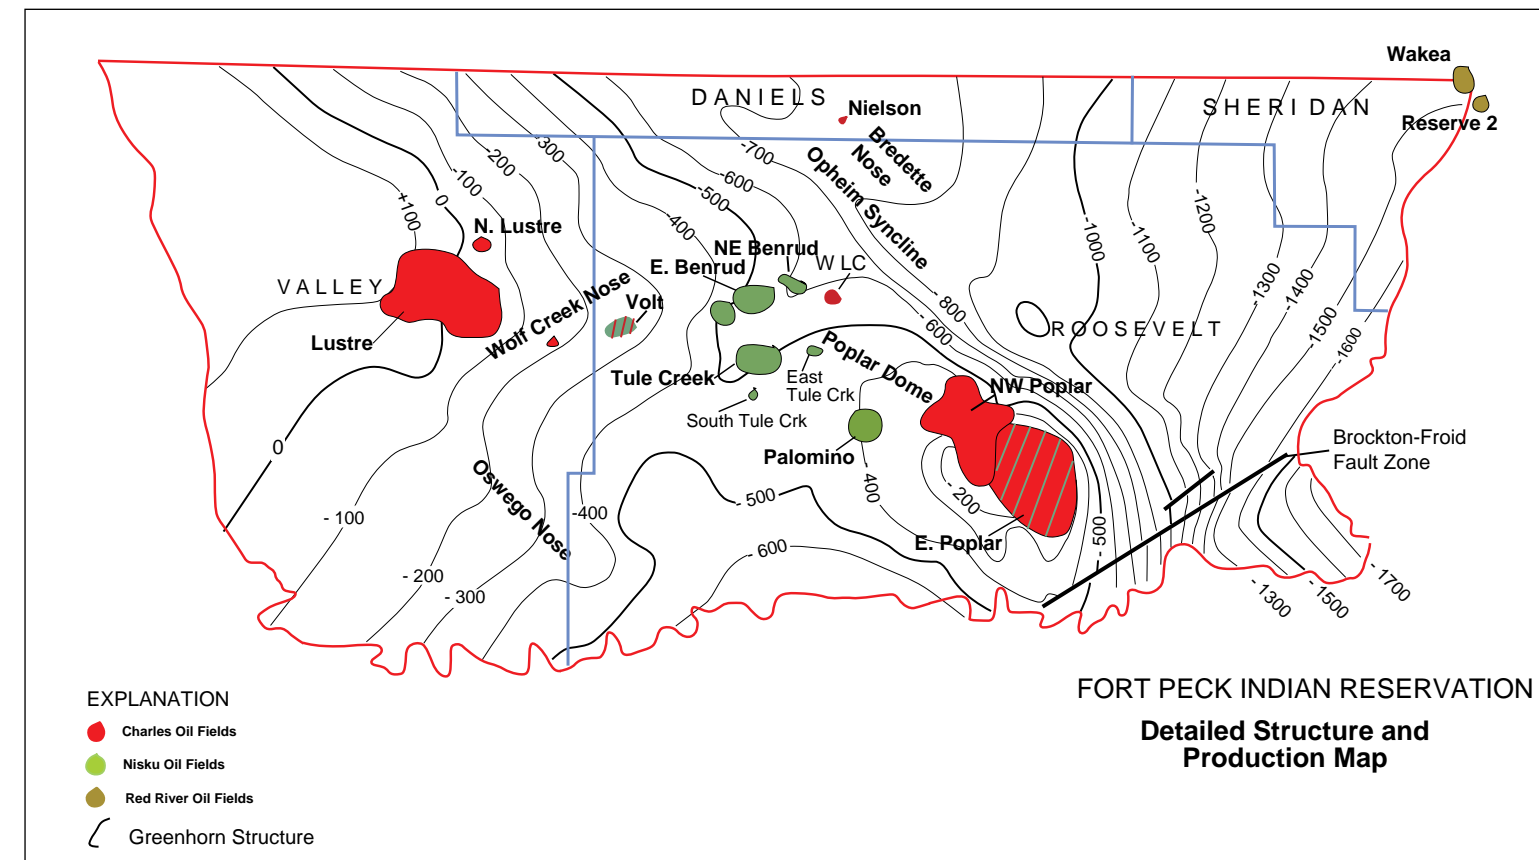 Wakea
DANIELS
SHERIDAN
Nielson
Reserve 2
Bredette
Nose
Opheim Syncline
-700
-600
-500
-400
-300
-200
-100
0
+100
N. Lustre
VALLEY
Lustre
Wolf Creek Nose
Volt
E. Benrud
NE Benrud
WLC
-1000
-1100
-1200
-1300
-1400
-1500
-1600
- 800
- 600
ROOSEVELT
Tule Creek
East
Tule Crk
South Tule Crk
Poplar Dome
NW Poplar
Palomino
Brockton-Froid
Fault Zone
0
Oswego Nose
- 100
- 200
- 300
-400
- 500
- 600
- 400
- 200
E. Poplar
- 500
- 1300
- 1500
- 1700
EXPLANATION
Charles Oil Fields
Nisku Oil Fields
Red River Oil Fields
Greenhorn Structure
FORT PECK INDIAN RESERVATION
Detailed Structure and
Production Map